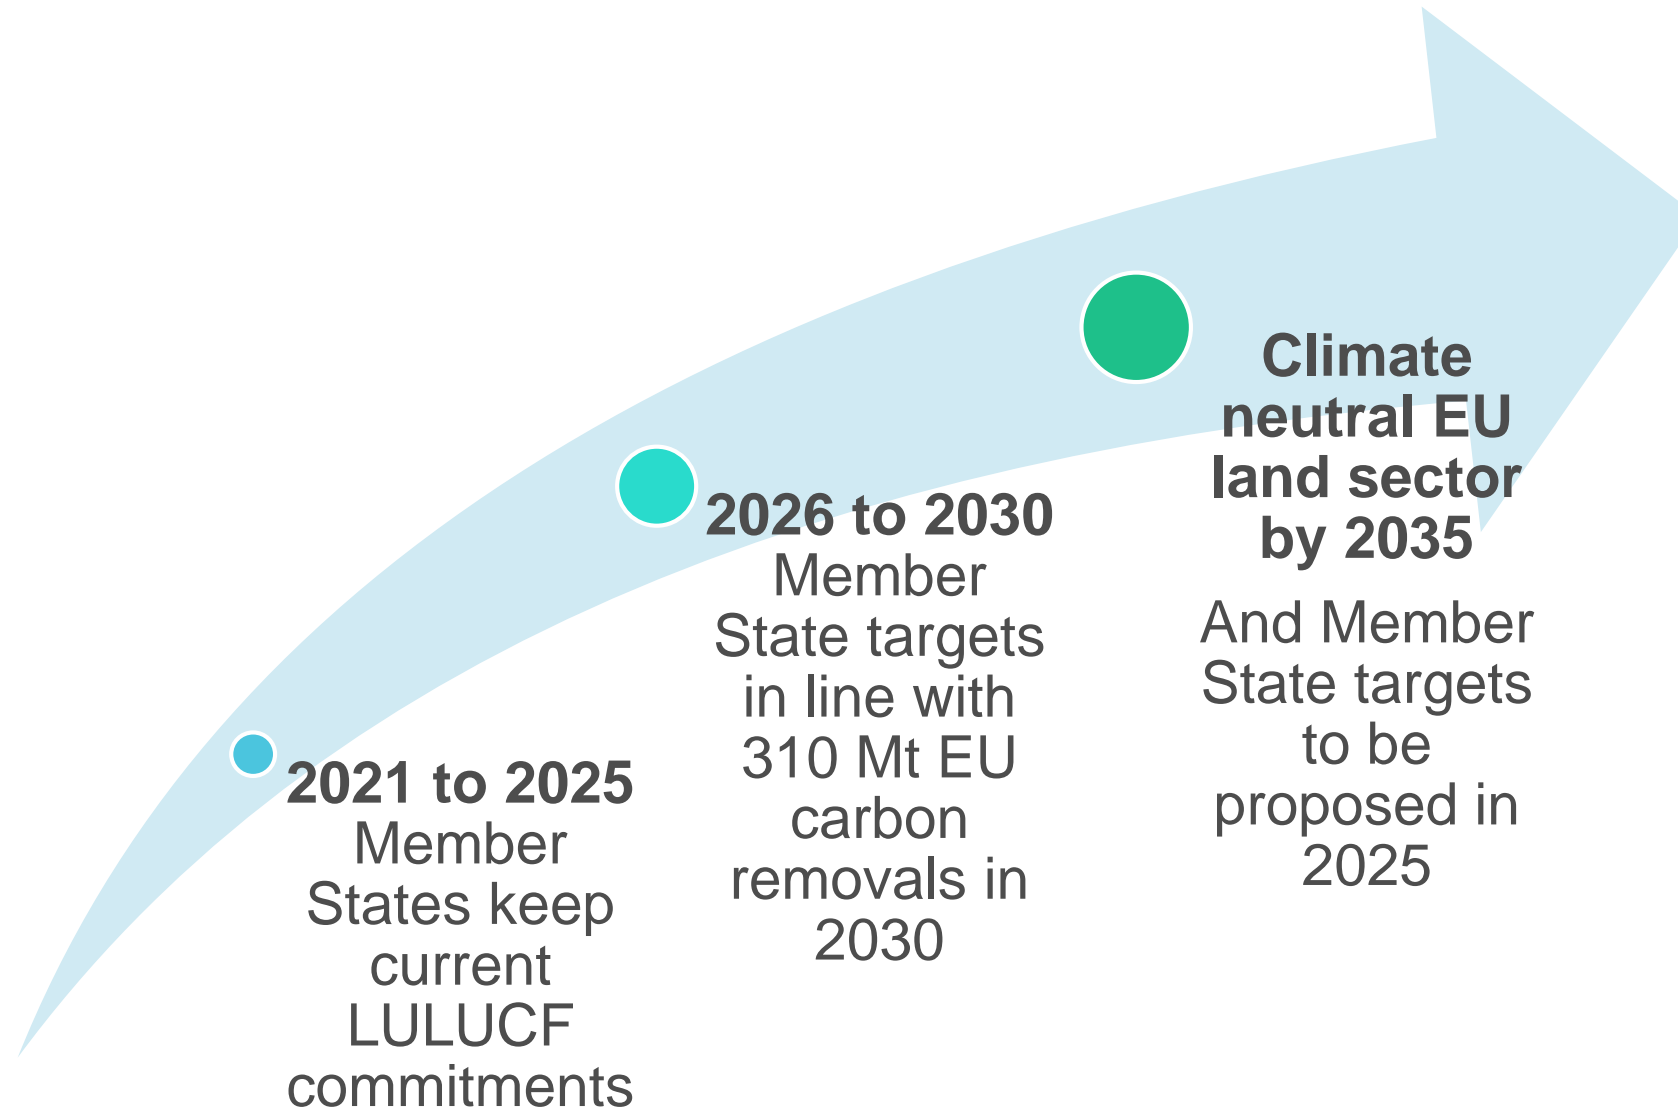 2021 to 2025
Member
States keep
current
LULUCF
commitments
2026 to 2030
Member
State targets
in line with
310 Mt EU
carbon
removals in
2030
Climate
neutral EU
land sector
by 2035
And Member
State targets
to be
proposed in
2025